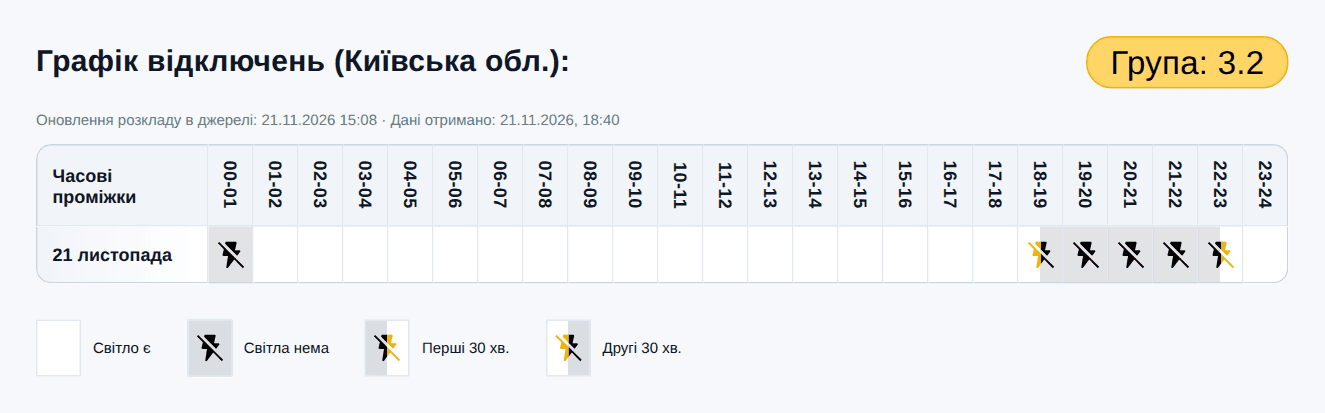 Графік відключень (Київська обл.):
Група: 3.2
Оновлення розкладу в джерелі: 21.11.2026 15:08 · Дані отримано: 21.11.2026, 18:40
Часові проміжки
00-01 01-02 02-03 03-04 04-05 05-06 06-07 07-08 08-09 09-10 10-11 11-12 12-13 13-14 14-15 15-16 16-17 17-18 18-19 19-20 20-21 21-22 22-23 23-24
21 листопада
Світло є
Світла нема
Перші 30 хв.
Другі 30 хв.